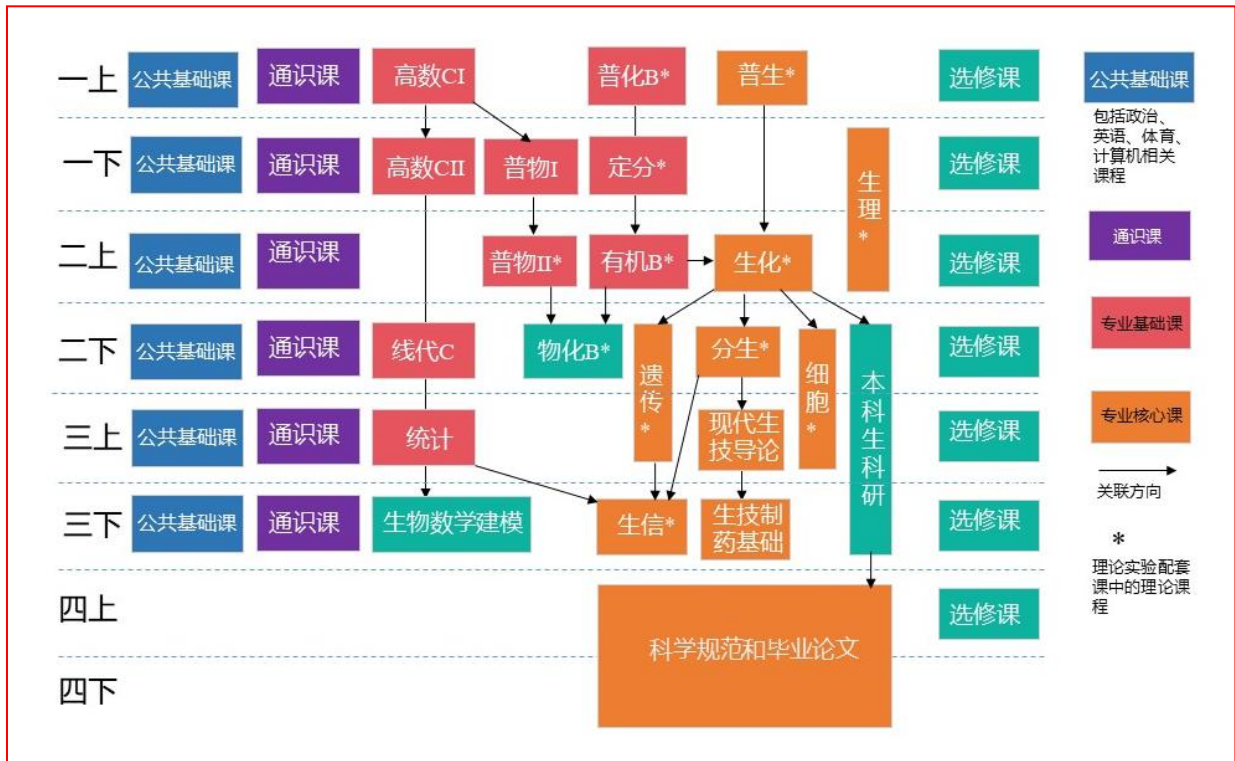 一上
公共基础课
通识课
高数CI
普化B*
普生*
选修课
一下
公共基础课
通识课
高数CII
普物I
定分*
生理*
选修课
二上
公共基础课
通识课
普物II*
有机B*
生化*
选修课
二下
公共基础课
通识课
线代C
物化B*
遗传*
分生*
细胞*
本科生科研
选修课
三上
公共基础课
通识课
统计
现代生
技导论
选修课
三下
公共基础课
通识课
生物数学建模
生信*
生技制
药基础
选修课
四上
科学规范和毕业论文
选修课
四下
公共基础课
包括政治、
英语、体育、
计算机相关
课程
通识课
专业基础课
专业核心课
关联方向
*
理论实验配套
课中的理论课
程